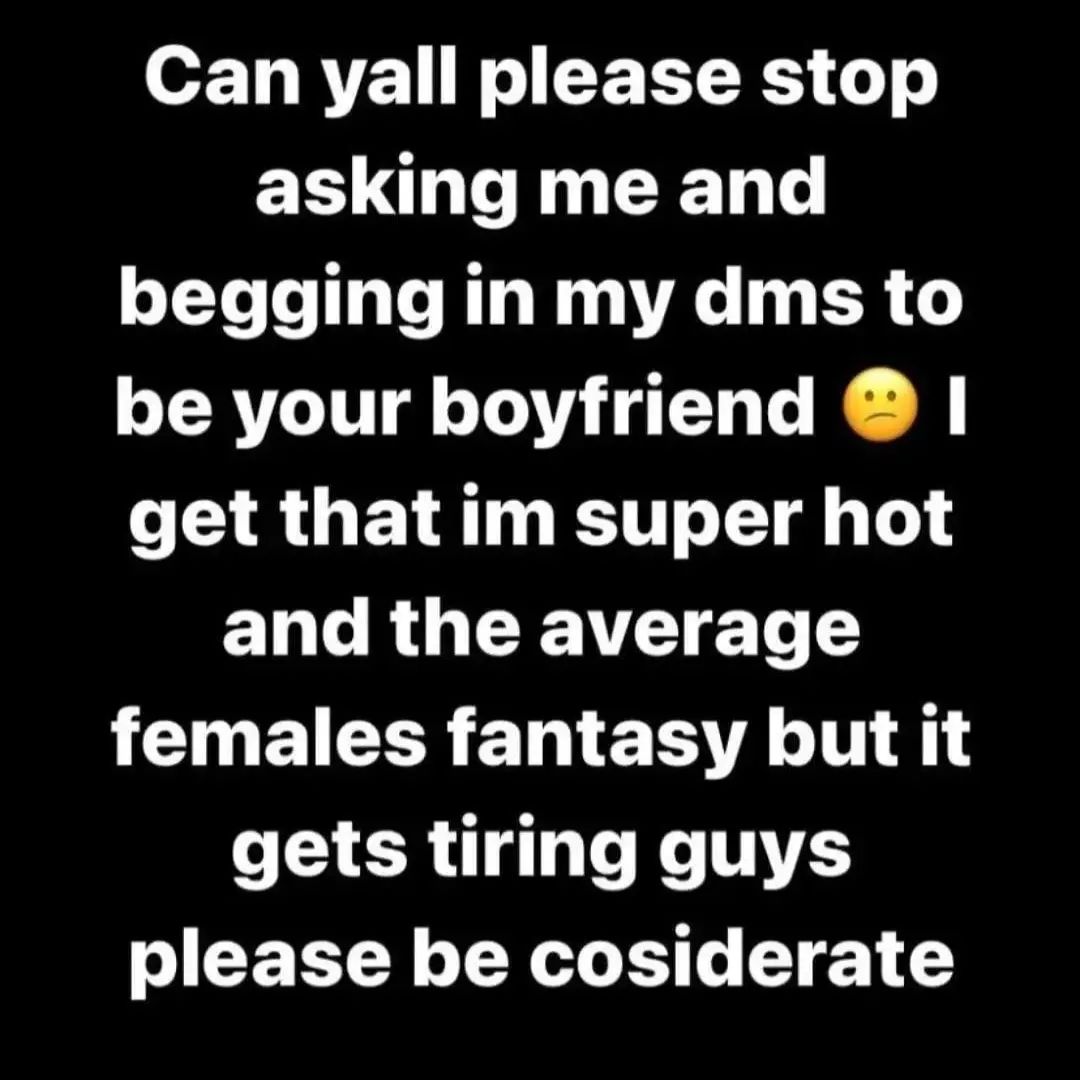 Can yall please stop
asking me and
begging in my dms to
be your boyfriend 😕 I
get that im super hot
and the average
females fantasy but it
gets tiring guys
please be cosiderate